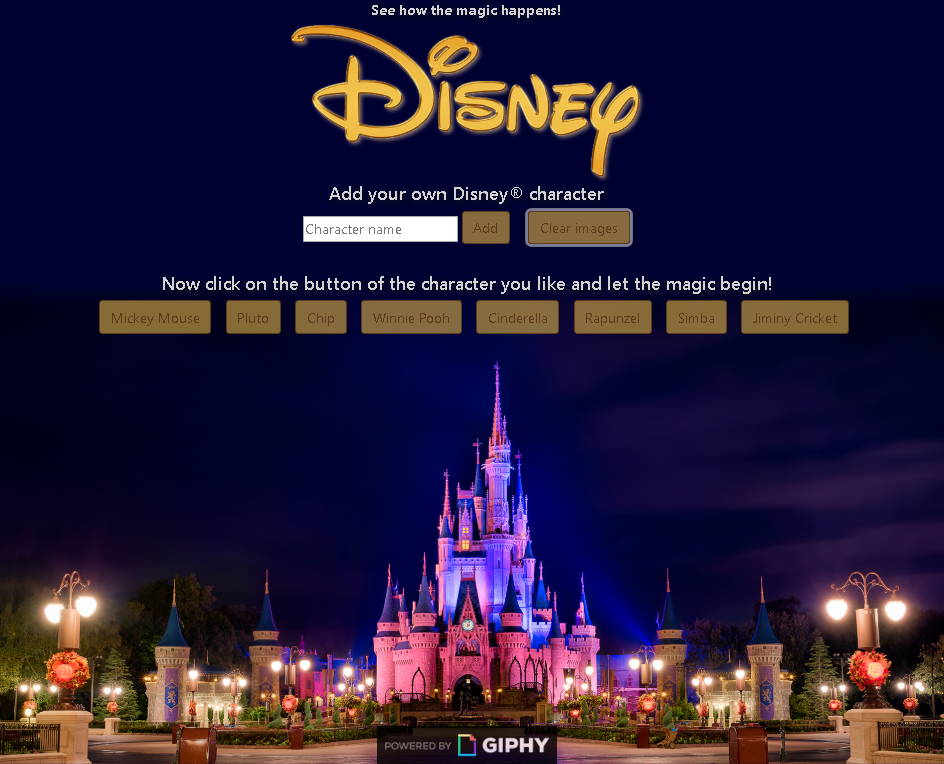 See how the magic happens!
Disney
Add your own Disney® character
Character name Add Clear images
Now click on the button of the character you like and let the magic begin!
Mickey Mouse Pluto Chip Winnie Pooh Cinderella Rapunzel Simba Jiminy Cricket
POWERED BY GIPHY